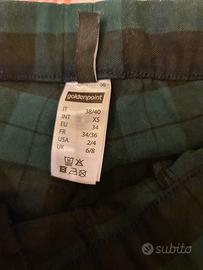 goldenpoint
IT 38/40
INT XS
EU 34
FR 34/36
USA 2/4
UK 6/8
subito